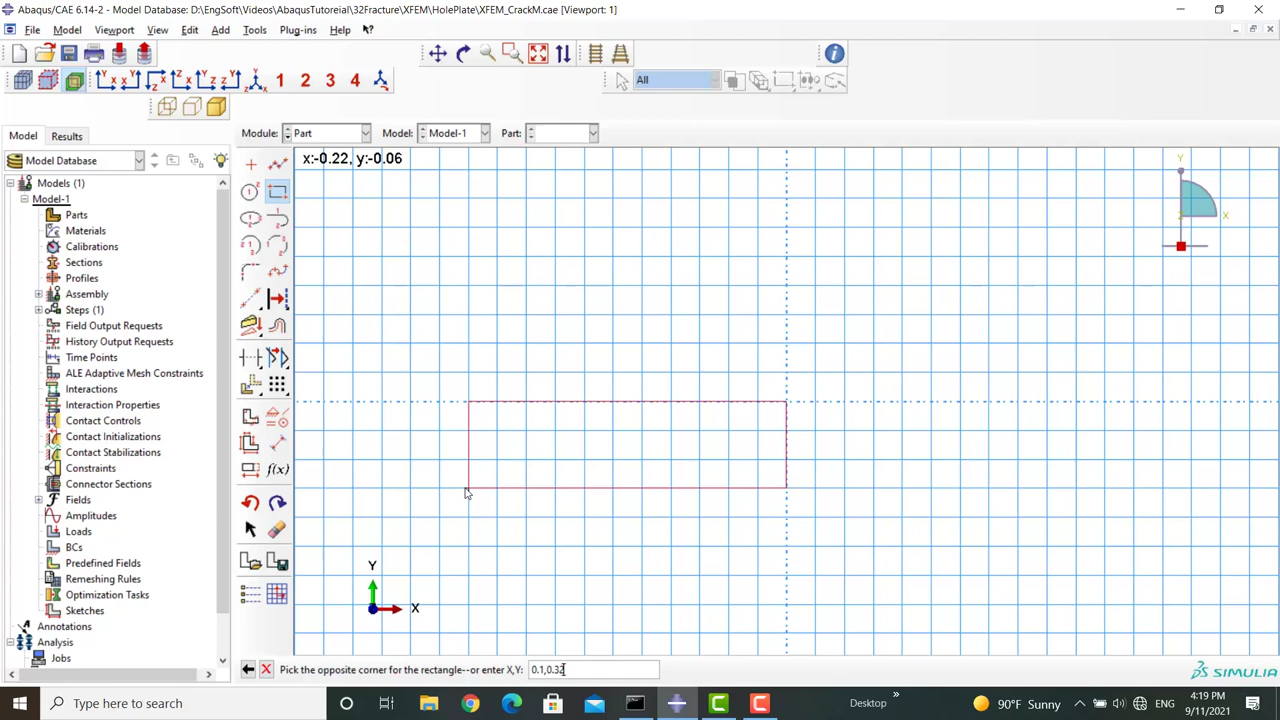 Abaqus/CAE 6.14-2 - Model Database: D:\EngSoft\Videos\AbaqusTutoreial\32Fracture\XFEM\HolePlate\XFEM_CrackM.cae [Viewport: 1]
File Model Viewport View Edit Add Tools Plug-ins Help
1 2 3 4
All
Model Results
Module: Part Model: Model-1 Part:
Model Database
x:-0.22, y:-0.06
Models (1)
Model-1
Parts
Materials
Calibrations
Sections
Profiles
Assembly
Steps (1)
Field Output Requests
History Output Requests
Time Points
ALE Adaptive Mesh Constraints
Interactions
Interaction Properties
Contact Controls
Contact Initializations
Contact Stabilizations
Constraints
Connector Sections
Fields
Amplitudes
Loads
BCs
Predefined Fields
Remeshing Rules
Optimization Tasks
Sketches
Annotations
Analysis
Jobs
f(x)
Y
X
Y
X
Pick the opposite corner for the rectangle--or enter X,Y: 0.1,0.32
SIMULIA
Type here to search
Desktop
90°F Sunny
ENG
4:19 PM
9/11/2021